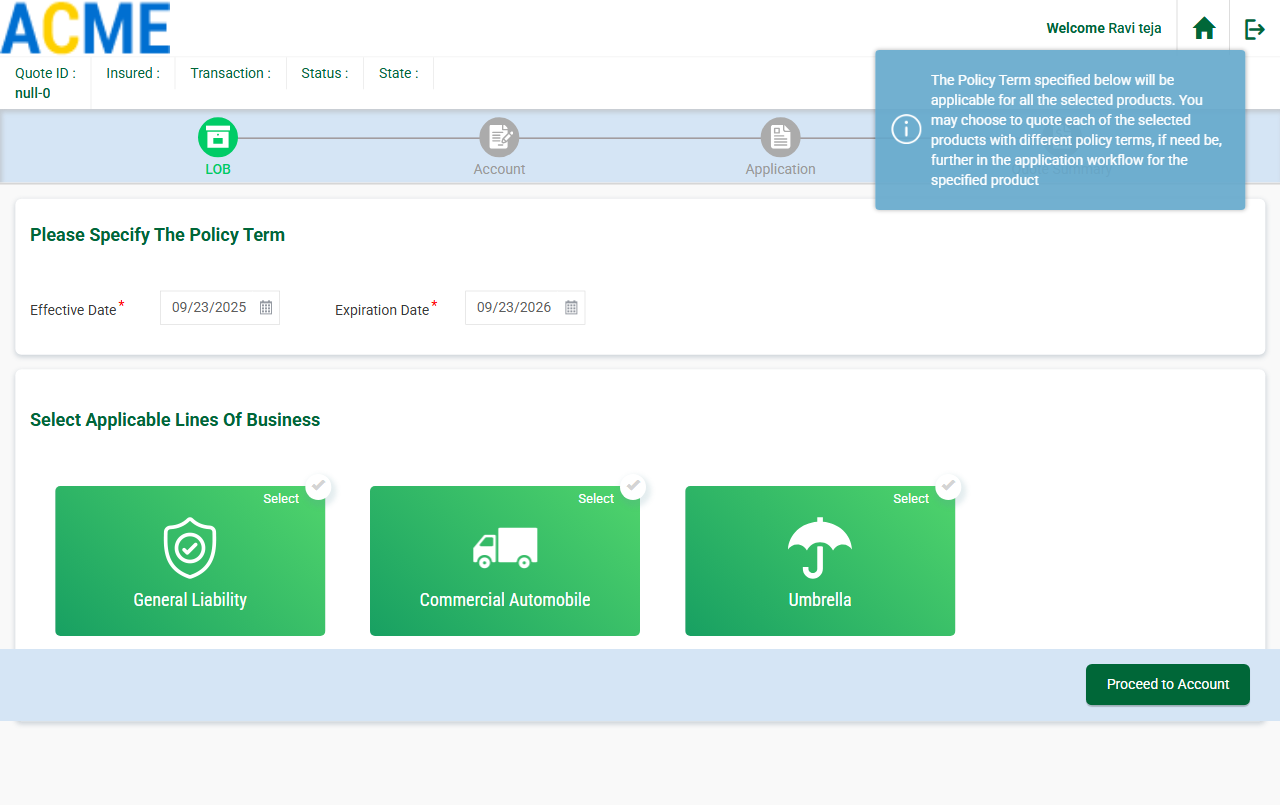 ACME
Welcome Ravi teja
Quote ID :
null-0
Insured :
Transaction :
Status :
State :
The Policy Term specified below will be
applicable for all the selected products. You
may choose to quote each of the selected
products with different policy terms, if need be,
further in the application workflow for the
specified product
LOB
Account
Application
Summary
Please Specify The Policy Term
Effective Date*
09/23/2025
Expiration Date*
09/23/2026
Select Applicable Lines Of Business
Select
General Liability
Select
Commercial Automobile
Select
Umbrella
Proceed to Account